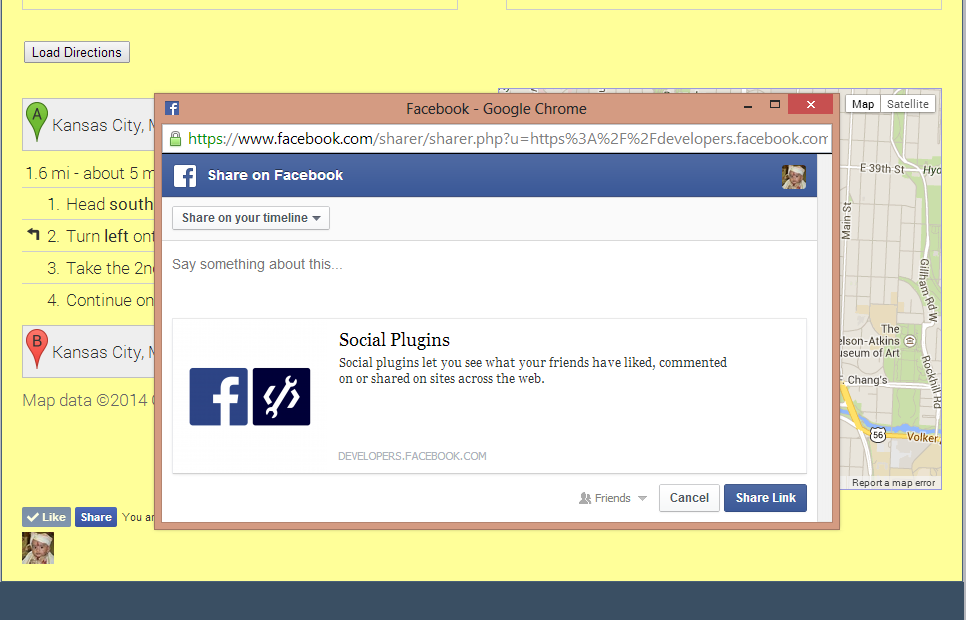 Load Directions
Facebook - Google Chrome
https://www.facebook.com/sharer/sharer.php?u=https%3A%2F%2Fdevelopers.facebook.com
Share on Facebook
Share on your timeline
Say something about this...
Social Plugins
Social plugins let you see what your friends have liked, commented
on or shared on sites across the web.
DEVELOPERS.FACEBOOK.COM
Friends
Cancel
Share Link
A
Kansas City,
1.6 mi - about 5 m
1. Head south
2. Turn left ont
3. Take the 2n
4. Continue on
B
Kansas City,
Map data ©2014
Map
Satellite
E 39th St
Hyd
Main St
Gillham Rd W
The
elson-Atkins
useum of Art
F. Chang's
Rockhill Rd
56
Volker
Report a map error
Like
Share
You ar